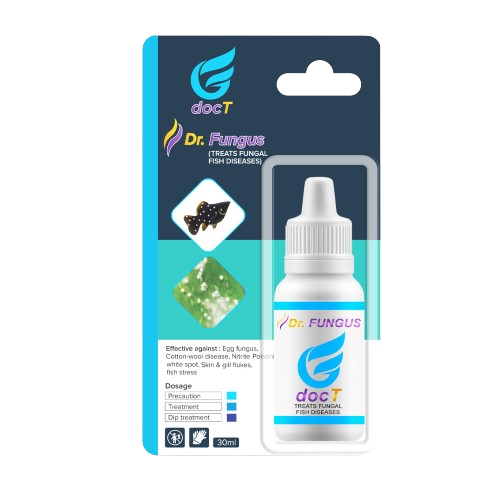 docT
Dr. Fungus
(TREATS FUNGAL
FISH DISEASES)
Effective against : Egg fungus,
Cotton-wool disease, Nitrite Poisoni
white spot, Skin & gill flukes,
fish stress
Dosage
Precaution
Treatment
Dip treatment
30ml
Dr. FUNGUS
docT
TREATS FUNGAL
FISH DISEASES